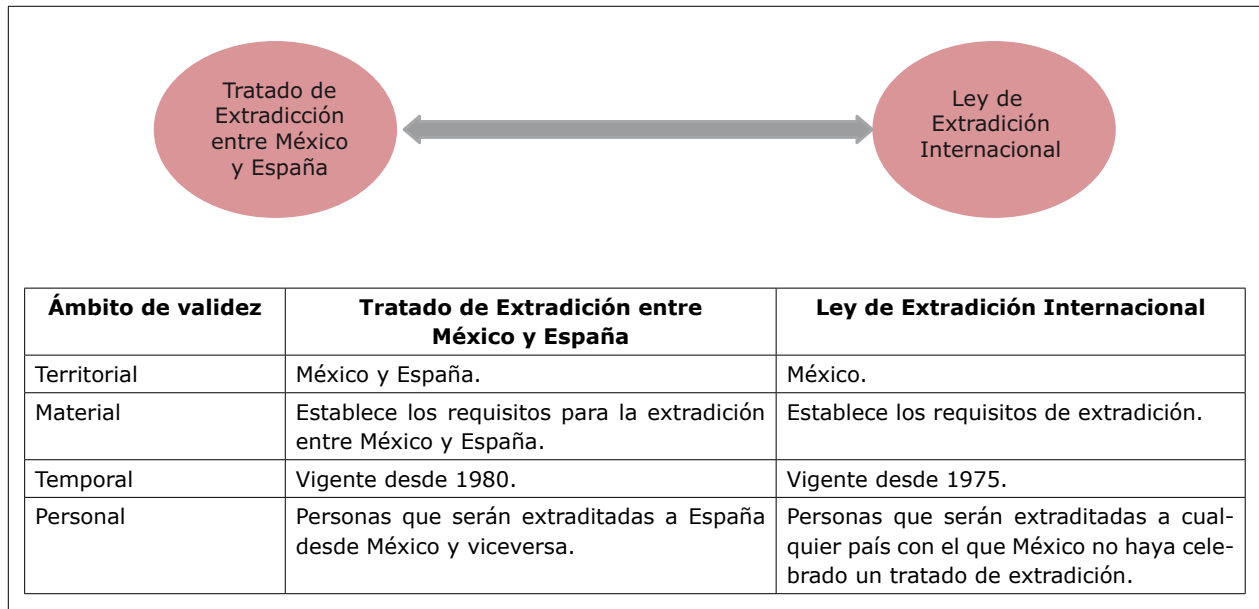 Tratado de
Extradicción
entre México
y España
Ley de
Extradición
Internacional
Ámbito de validez
Tratado de Extradición entre
México y España
Ley de Extradición Internacional
Territorial
México y España.
México.
Material
Establece los requisitos para la extradición
entre México y España.
Establece los requisitos de extradición.
Temporal
Vigente desde 1980.
Vigente desde 1975.
Personal
Personas que serán extraditadas a España
desde México y viceversa.
Personas que serán extraditadas a cual-
quier país con el que México no haya cele-
brado un tratado de extradición.